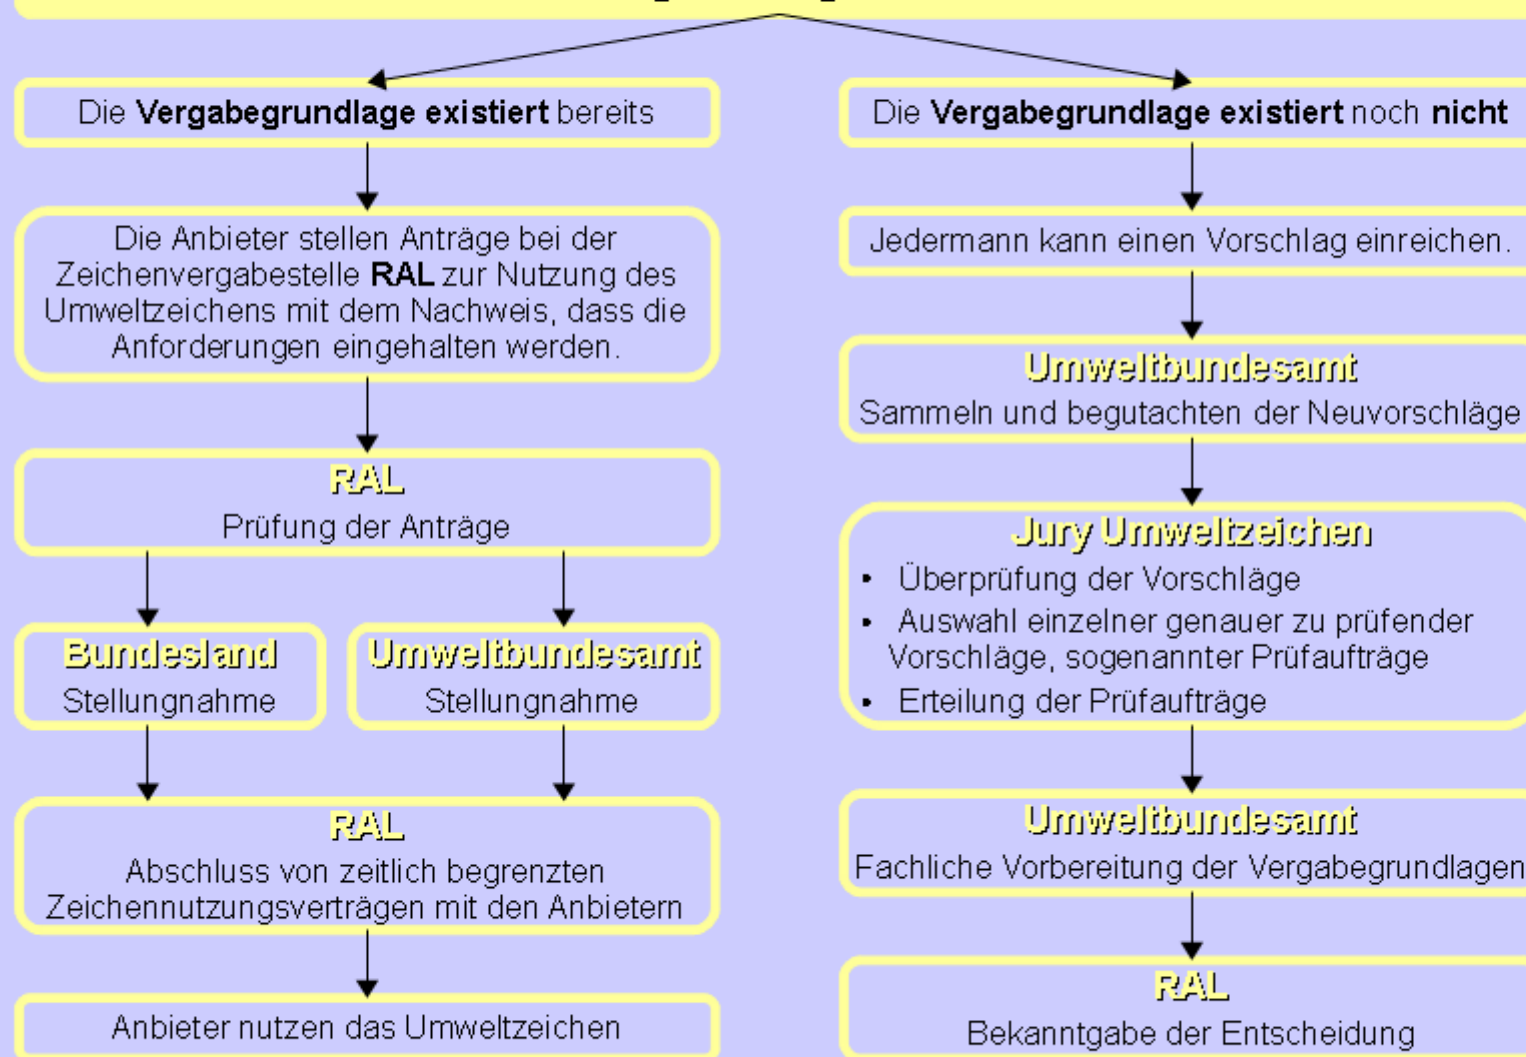 Die Vergabegrundlage existiert bereits
Die Anbieter stellen Anträge bei der
Zeichenvergabestelle RAL zur Nutzung des
Umweltzeichens mit dem Nachweis, dass die
Anforderungen eingehalten werden.
RAL
Prüfung der Anträge
Bundesland
Stellungnahme
Umweltbundesamt
Stellungnahme
RAL
Abschluss von zeitlich begrenzten
Zeichennutzungsverträgen mit den Anbietern
Anbieter nutzen das Umweltzeichen
Die Vergabegrundlage existiert noch nicht
Jedermann kann einen Vorschlag einreichen.
Umweltbundesamt
Sammeln und begutachten der Neuvorschläge
Jury Umweltzeichen
• Überprüfung der Vorschläge
• Auswahl einzelner genauer zu prüfender
Vorschläge, sogenannter Prüfaufträge
• Erteilung der Prüfaufträge
Umweltbundesamt
Fachliche Vorbereitung der Vergabegrundlagen
RAL
Bekanntgabe der Entscheidung